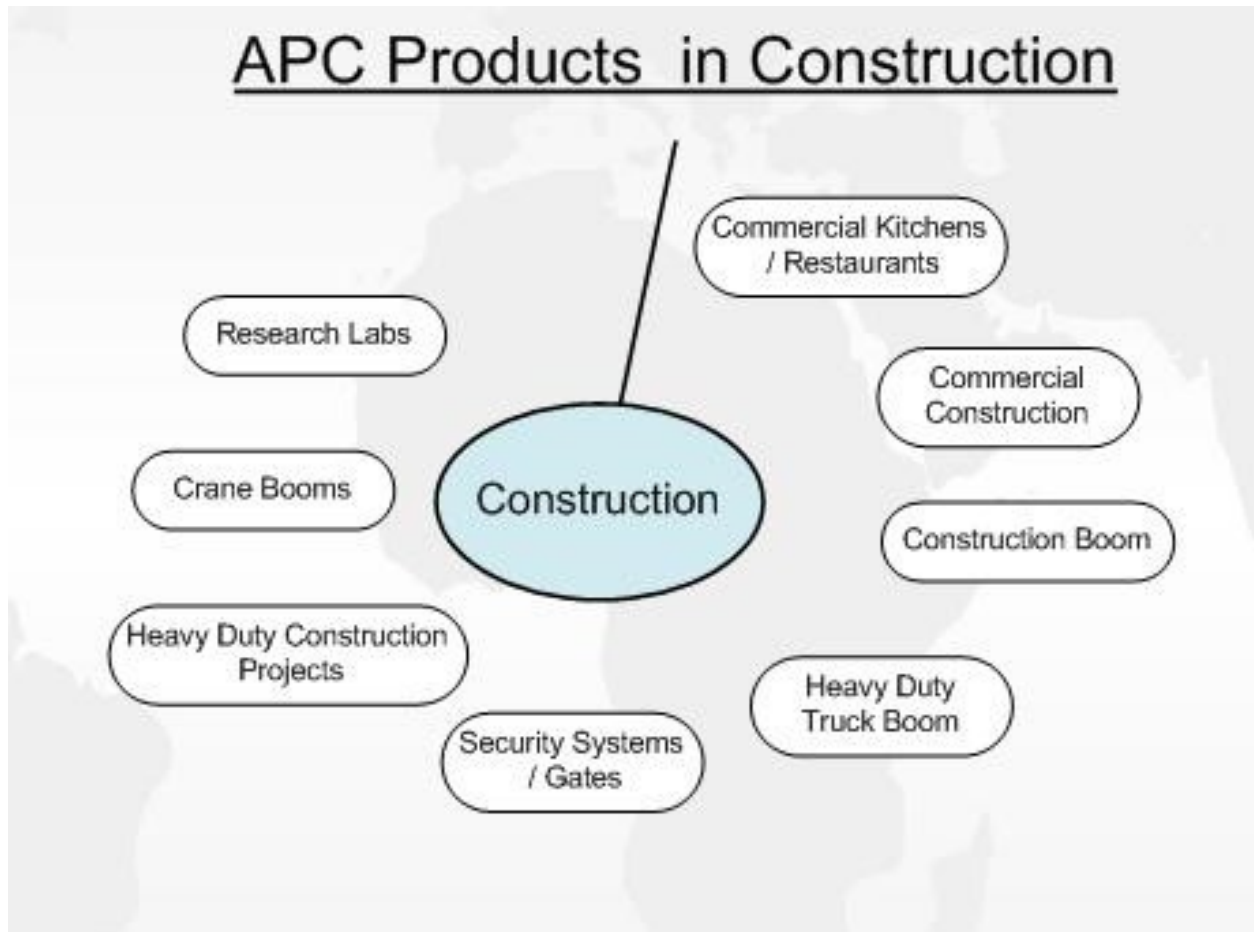 APC Products in Construction
Commercial Kitchens
/ Restaurants
Research Labs
Commercial
Construction
Crane Booms
Construction
Construction Boom
Heavy Duty Construction
Projects
Heavy Duty
Truck Boom
Security Systems
/ Gates